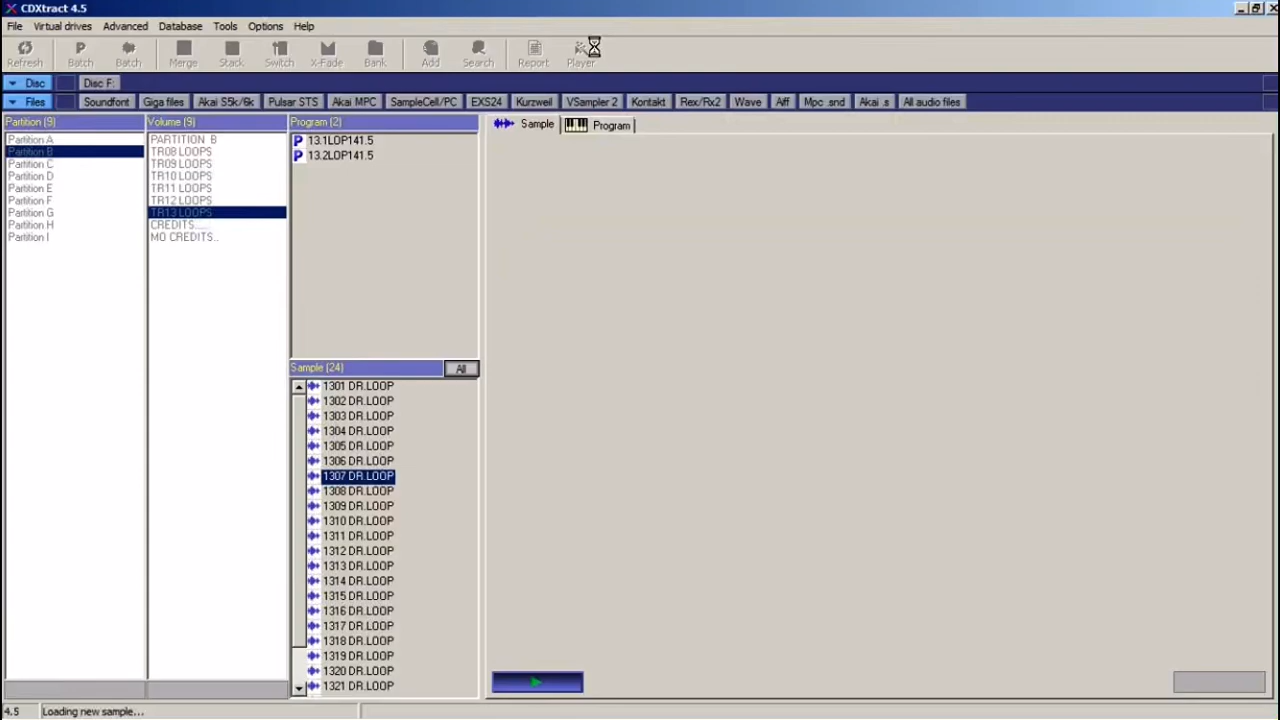 CDXtract 4.5
File Virtual drives Advanced Database Tools Options Help
Refresh Batch Batch Merge Stack Switch X-Fade Bank Add Search Report Player
Disc Disc F:
Files Soundfont Giga files Akai S5k/6k Pulsar STS Akai MPC SampleCell/PC EXS24 Kurzweil VSampler 2 Kontakt Rex/Rx2 Wave Aiff Mpc .snd Akai .s All audio files
Partition (9) Volume (9) Program (2) Sample Program
Partition A
Partition B
Partition C
Partition D
Partition E
Partition F
Partition G
Partition H
Partition I
PARTITION B
TR08 LOOPS
TR09 LOOPS
TR10 LOOPS
TR11 LOOPS
TR12 LOOPS
TR13 LOOPS
CREDITS.....
MO CREDITS..
13.1LOP141.5
13.2LOP141.5
Sample (24) All
1301 DR.LOOP
1302 DR.LOOP
1303 DR.LOOP
1304 DR.LOOP
1305 DR.LOOP
1306 DR.LOOP
1307 DR.LOOP
1308 DR.LOOP
1309 DR.LOOP
1310 DR.LOOP
1311 DR.LOOP
1312 DR.LOOP
1313 DR.LOOP
1314 DR.LOOP
1315 DR.LOOP
1316 DR.LOOP
1317 DR.LOOP
1318 DR.LOOP
1319 DR.LOOP
1320 DR.LOOP
1321 DR.LOOP
4.5 Loading new sample...